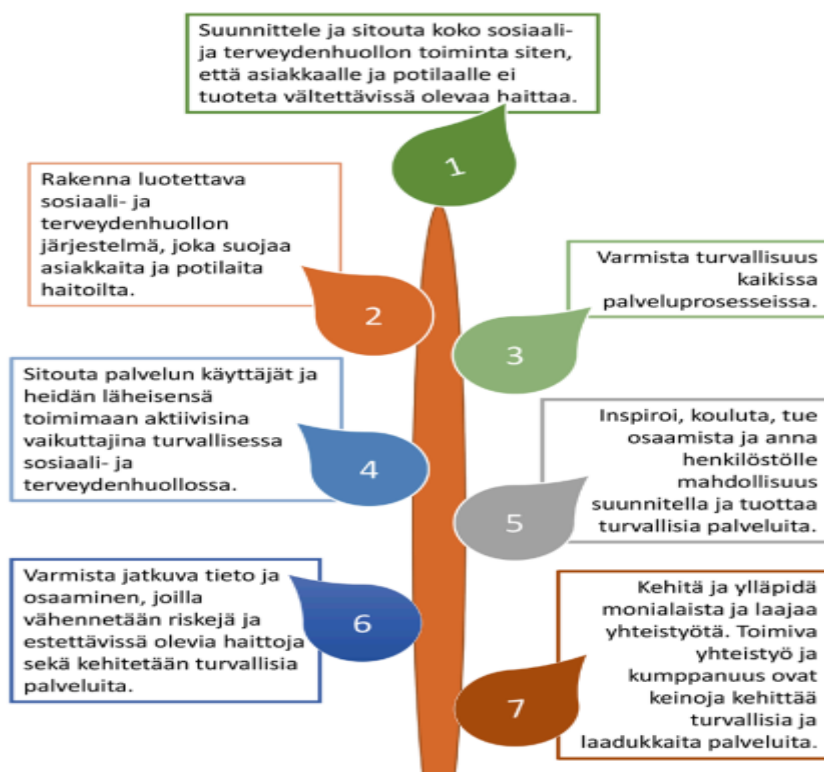 Suunnittele ja sitouta koko sosiaali-
ja terveydenhuollon toiminta siten,
että asiakkaalle ja potilaalle ei
tuoteta vältettävissä olevaa haittaa.
1
Rakenna luotettava
sosiaali- ja
terveydenhuollon
järjestelmä, joka suojaa
asiakkaita ja potilaita
haitoilta.
2
Varmista turvallisuus
kaikissa
palveluprosesseissa.
3
Sitouta palvelun käyttäjät ja
heidän läheisensä
toimimaan aktiivisina
vaikuttajina turvallisessa
sosiaali- ja
terveydenhuollossa.
4
Inspiroi, kouluta, tue
osaamista ja anna
henkilöstölle
mahdollisuus
suunnitella ja tuottaa
turvallisia palveluita.
5
Varmista jatkuva tieto ja
osaaminen, joilla
vähennetään riskejä ja
estettävissä olevia haittoja
sekä kehitetään turvallisia
palveluita.
6
Kehitä ja ylläpidä
monialaista ja laajaa
yhteistyötä. Toimiva
yhteistyö ja
kumppanuus ovat
keinoja kehittää
turvallisia ja
laadukkaita palveluita.
7